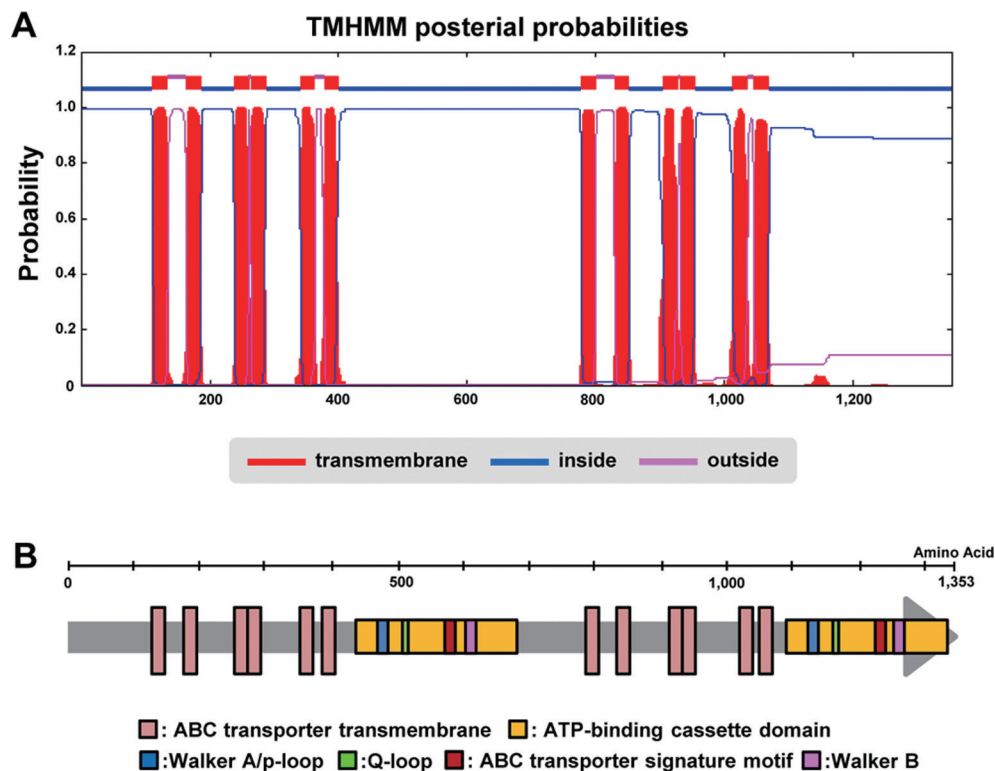 A
TMHMM posterial probabilities
Probability
1.2
1.0
0.8
0.6
0.4
0.2
0
200 400 600 800 1,000 1,200
transmembrane inside outside
B
Amino Acid
0 500 1,000 1,353
: ABC transporter transmembrane : ATP-binding cassette domain
:Walker A/p-loop :Q-loop : ABC transporter signature motif :Walker B